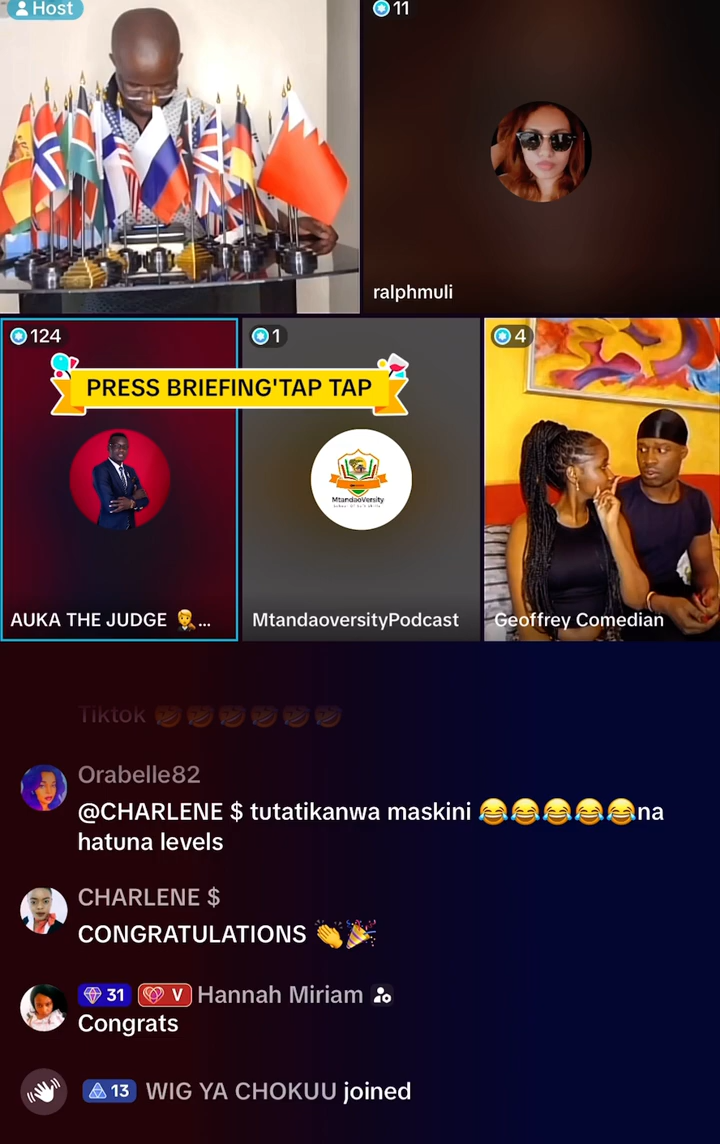 Host
11
ralphmuli
124
1
4
PRESS BRIEFING'TAP TAP
MtandaoVersity
AUKA THE JUDGE 🤵...
MtandaoversityPodcast
Geoffrey Comedian
Tiktok 🤣🤣🤣🤣🤣🤣
Orabelle82
@CHARLENE $ tutatikanwa maskini 😂😂😂😂😂na
hatuna levels
CHARLENE $
CONGRATULATIONS 👏🎉
31 V Hannah Miriam
Congrats
13 WIG YA CHOKUU joined